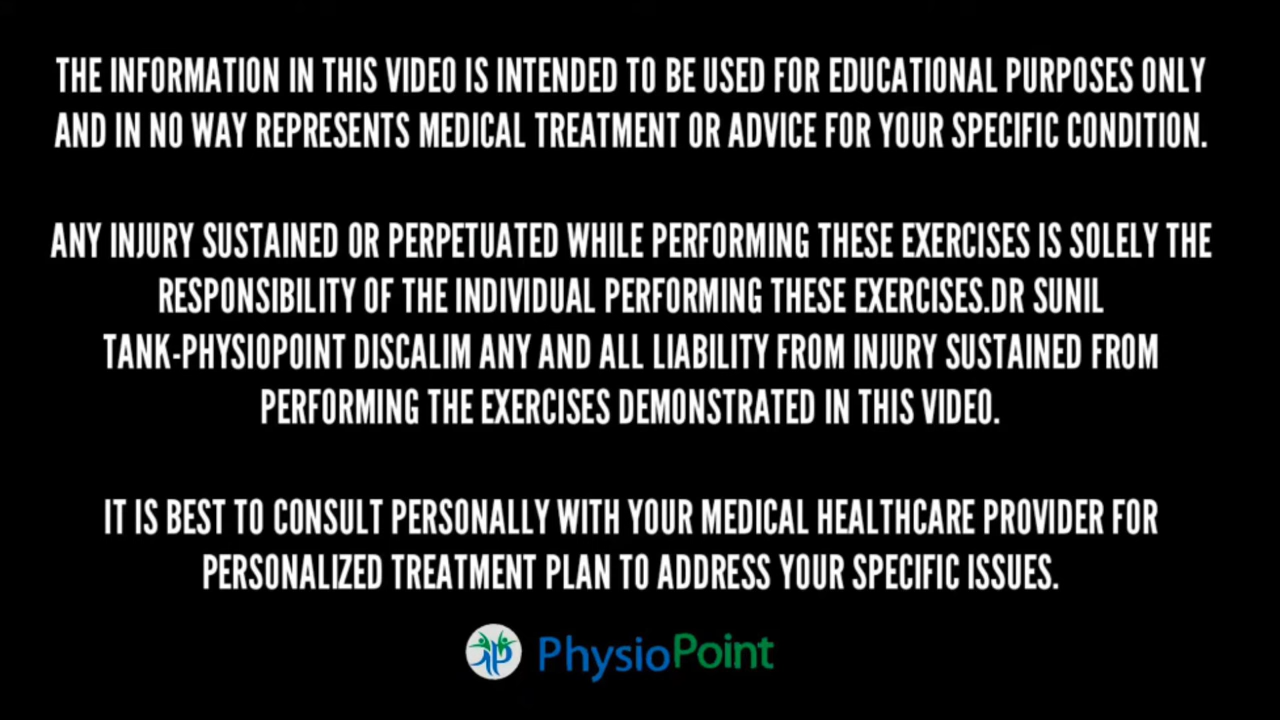 THE INFORMATION IN THIS VIDEO IS INTENDED TO BE USED FOR EDUCATIONAL PURPOSES ONLY
AND IN NO WAY REPRESENTS MEDICAL TREATMENT OR ADVICE FOR YOUR SPECIFIC CONDITION.
ANY INJURY SUSTAINED OR PERPETUATED WHILE PERFORMING THESE EXERCISES IS SOLELY THE
RESPONSIBILITY OF THE INDIVIDUAL PERFORMING THESE EXERCISES.DR SUNIL
TANK-PHYSIOPOINT DISCALIM ANY AND ALL LIABILITY FROM INJURY SUSTAINED FROM
PERFORMING THE EXERCISES DEMONSTRATED IN THIS VIDEO.
IT IS BEST TO CONSULT PERSONALLY WITH YOUR MEDICAL HEALTHCARE PROVIDER FOR
PERSONALIZED TREATMENT PLAN TO ADDRESS YOUR SPECIFIC ISSUES.
PhysioPoint